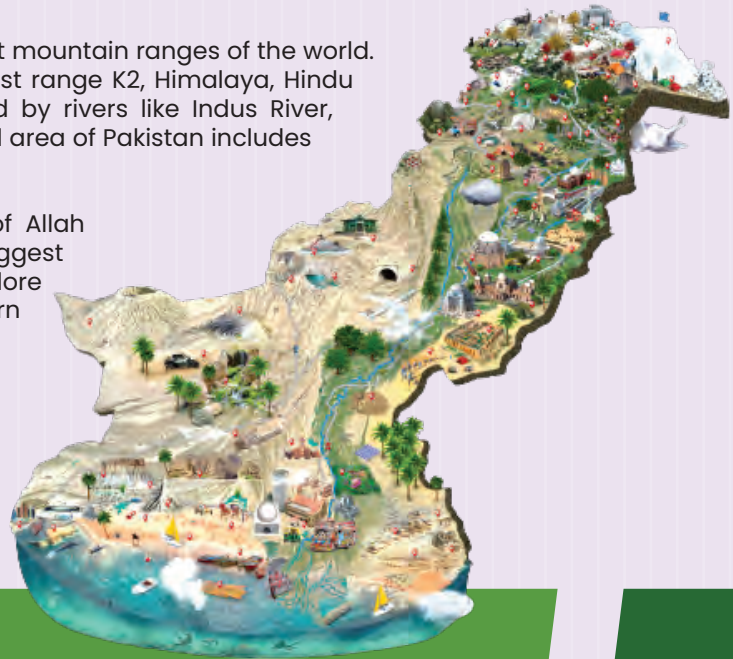 t mountain ranges of the world.
st range K2, Himalaya, Hindu
d by rivers like Indus River,
l area of Pakistan includes
of Allah
ggest
lore
rn